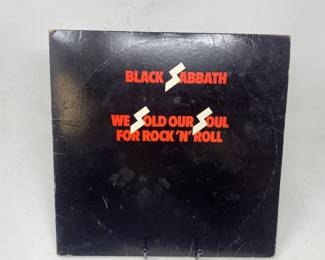 BLACK SABBATH
WE SOLD OUR SOUL
FOR ROCK 'N' ROLL